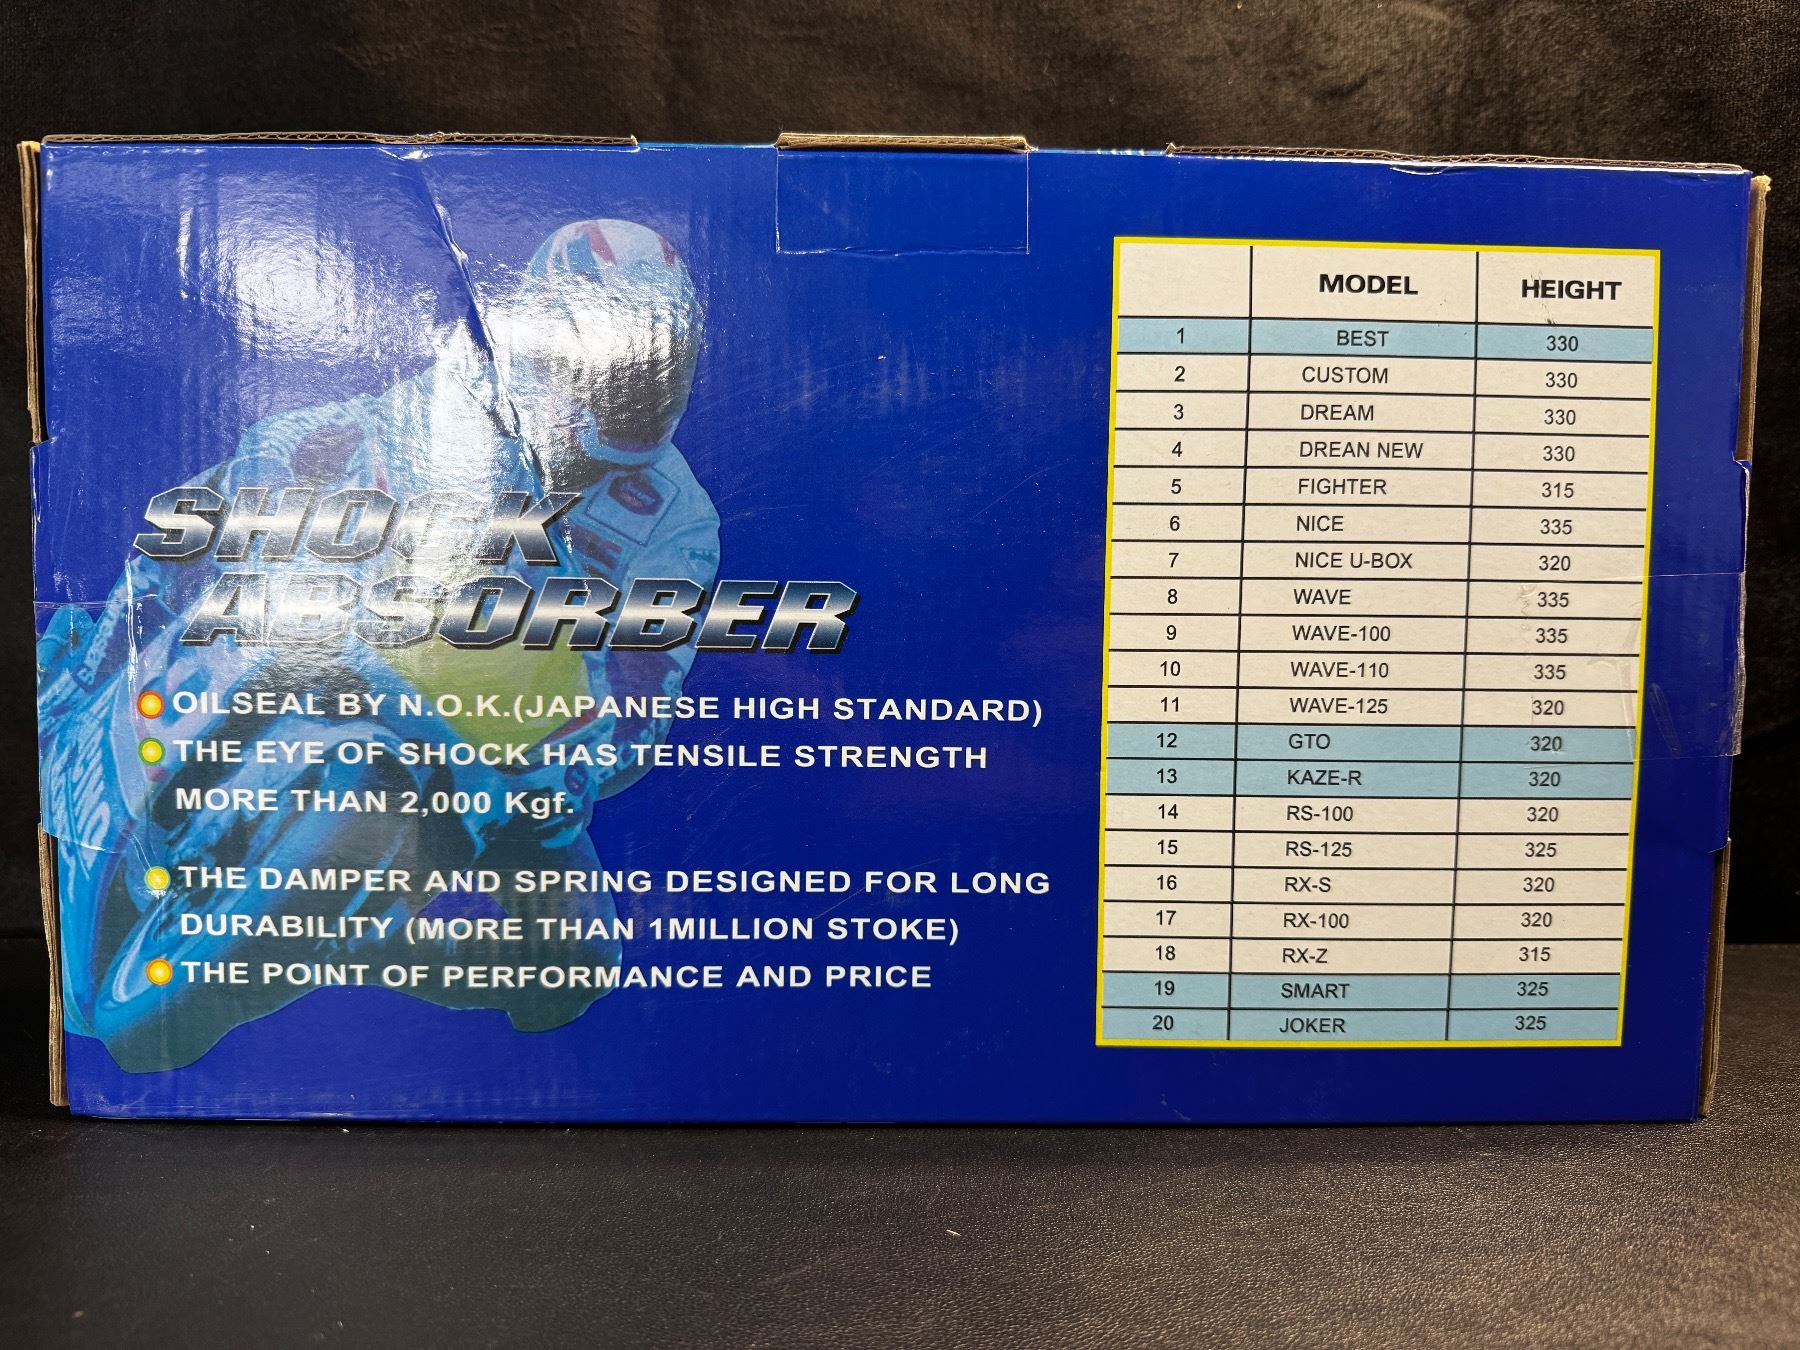 SHOCK
ABSORBER
OILSEAL BY N.O.K.(JAPANESE HIGH STANDARD)
THE EYE OF SHOCK HAS TENSILE STRENGTH
MORE THAN 2,000 Kgf.
THE DAMPER AND SPRING DESIGNED FOR LONG
DURABILITY (MORE THAN 1MILLION STOKE)
THE POINT OF PERFORMANCE AND PRICE
MODEL HEIGHT
1 BEST 330
2 CUSTOM 330
3 DREAM 330
4 DREAN NEW 330
5 FIGHTER 315
6 NICE 335
7 NICE U-BOX 320
8 WAVE 335
9 WAVE-100 335
10 WAVE-110 335
11 WAVE-125 320
12 GTO 320
13 KAZE-R 320
14 RS-100 320
15 RS-125 325
16 RX-S 320
17 RX-100 320
18 RX-Z 315
19 SMART 325
20 JOKER 325